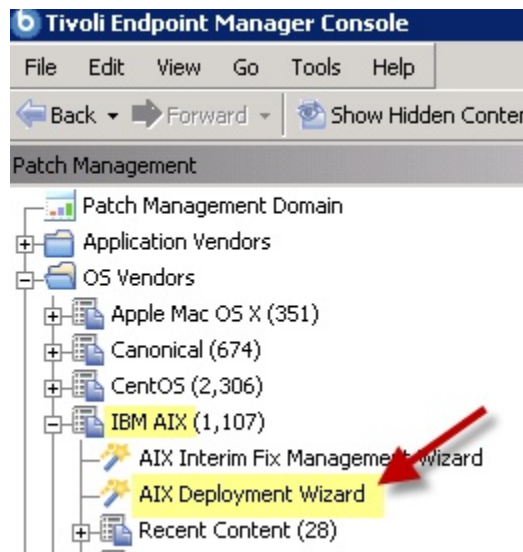 Tivoli Endpoint Manager Console
File Edit View Go Tools Help
Back Forward Show Hidden Conter
Patch Management
Patch Management Domain
Application Vendors
OS Vendors
Apple Mac OS X (351)
Canonical (674)
CentOS (2,306)
IBM AIX (1,107)
AIX Interim Fix Management Wizard
AIX Deployment Wizard
Recent Content (28)